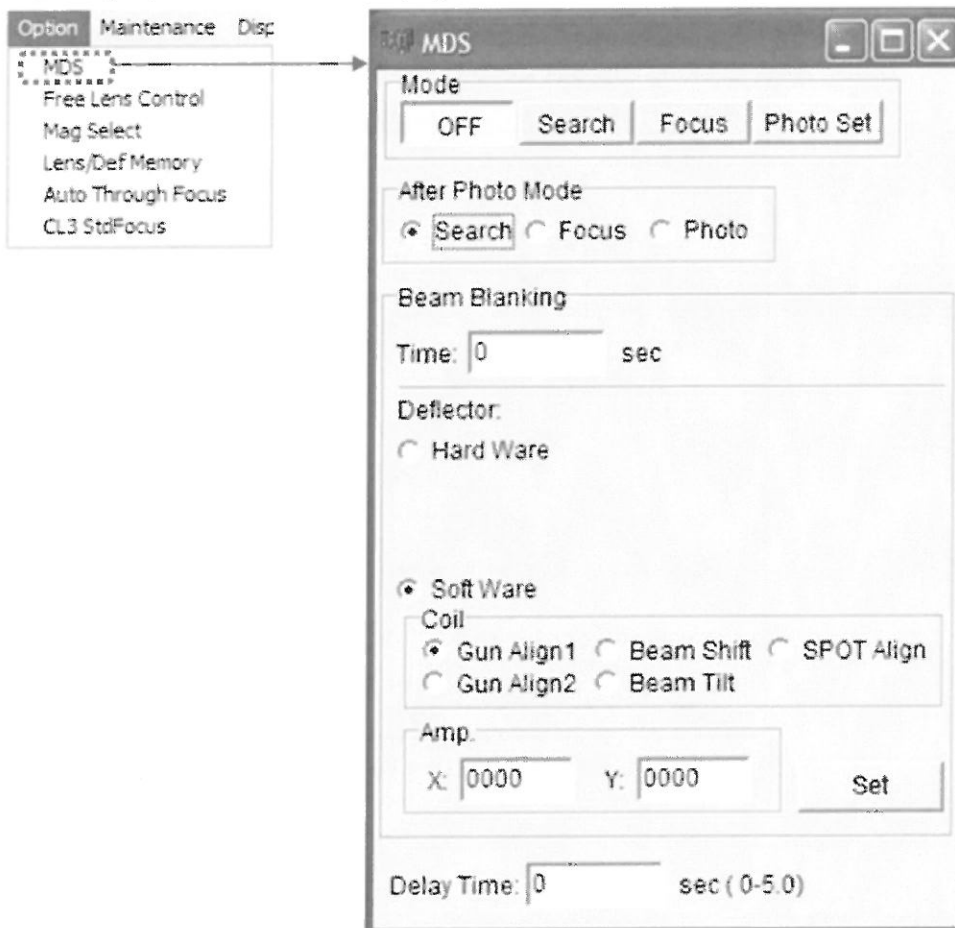 Option Maintenance Disp
MDS
Free Lens Control
Mag Select
Lens/Def Memory
Auto Through Focus
CL3 StdFocus
MDS
Mode
OFF Search Focus Photo Set
After Photo Mode
Search Focus Photo
Beam Blanking
Time: 0 sec
Deflector:
Hard Ware
Soft Ware
Coil
Gun Align1 Beam Shift SPOT Align
Gun Align2 Beam Tilt
Amp.
X: 0000 Y: 0000 Set
Delay Time: 0 sec ( 0-5.0)